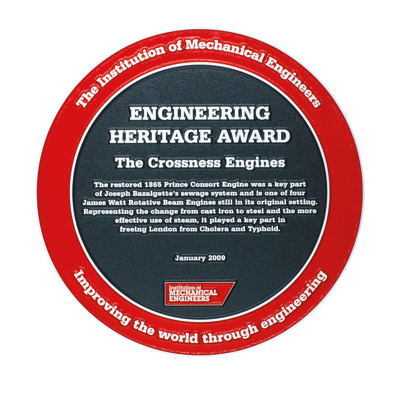 The Institution of Mechanical Engineers
ENGINEERING
HERITAGE AWARD
The Crossness Engines
The restored 1865 Prince Consort Engine was a key part
of Joseph Bazalgette's sewage system and is one of four
James Watt Rotative Beam Engines still in its original setting.
Representing the change from cast iron to steel and the more
effective use of steam, it played a key part in
freeing London from Cholera and Typhoid.
January 2009
Institution of
MECHANICAL
ENGINEERS
Improving the world through engineering